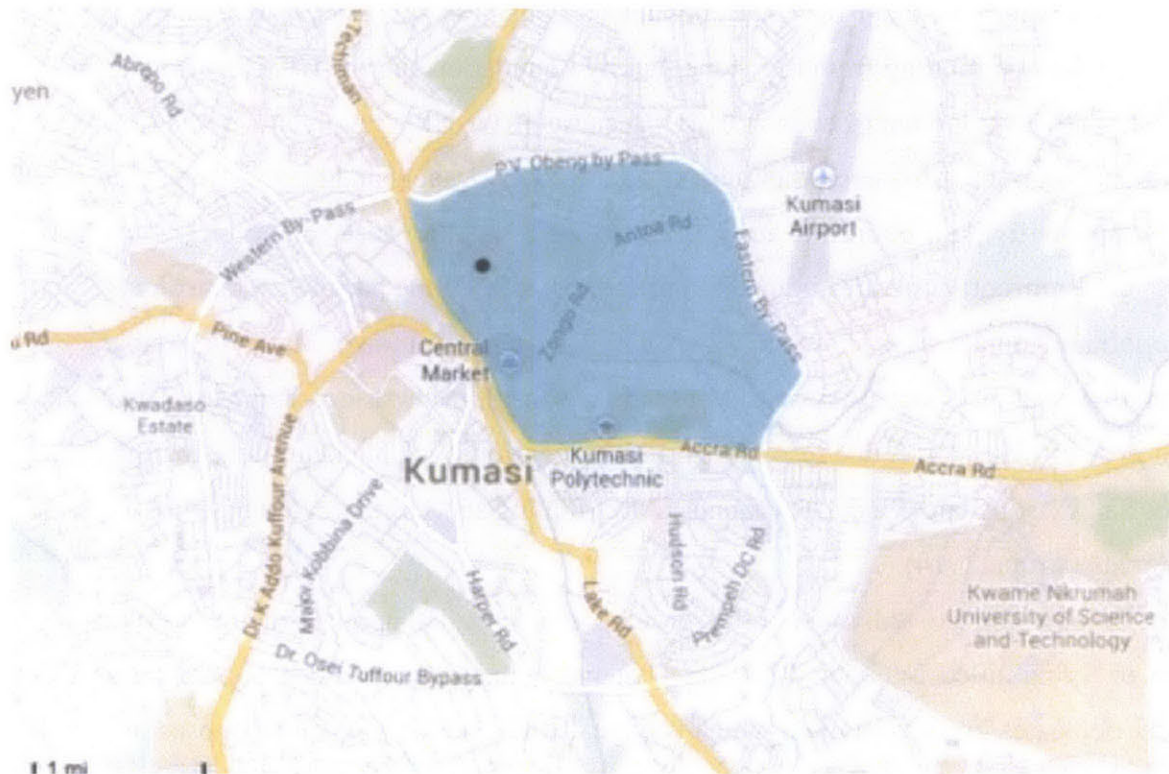 -Techiman
Abrepo Rd
yen
P.V. Obeng by Pass
Kumasi
Airport
Western By-Pass
Antoa Rd
Eastern By Pass
Zongo Rd
u Rd
Pine Ave
Central
Market
Kwadaso
Estate
Kumasi
Kumasi
Polytechnic
Accra Rd
Accra Rd
Dr K Addo Kuffour Avenue
Major Kobbina Drive
Harper Rd
Lake Rd
Hudson RD
Prempeh DC Rd
Kwame Nkrumah
University of Science
and Technology
Dr. Osei Tuffour Bypass
1 mi